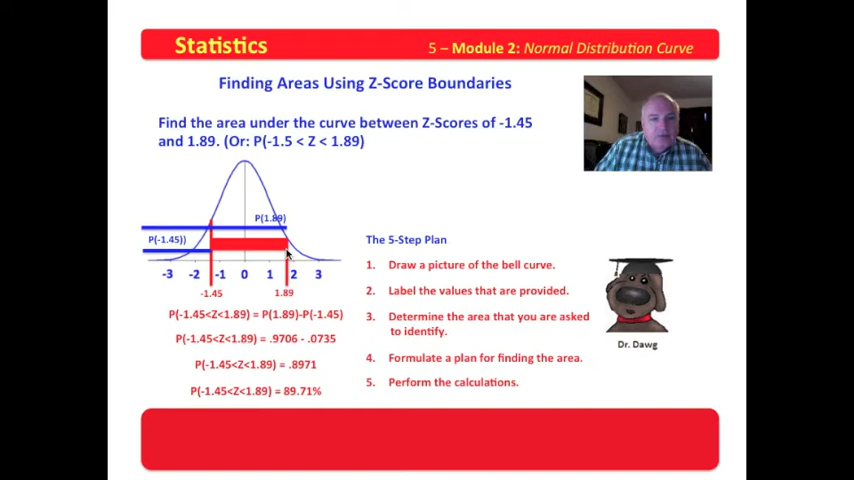 Statistics
5 – Module 2: Normal Distribution Curve
Finding Areas Using Z-Score Boundaries
Find the area under the curve between Z-Scores of -1.45
and 1.89. (Or: P(-1.5 < Z < 1.89)
P(1.89)
P(-1.45))
-3 -2 -1 0 1 2 3
-1.45 1.89
P(-1.45<Z<1.89) = P(1.89)-P(-1.45)
P(-1.45<Z<1.89) = .9706 - .0735
P(-1.45<Z<1.89) = .8971
P(-1.45<Z<1.89) = 89.71%
The 5-Step Plan
1. Draw a picture of the bell curve.
2. Label the values that are provided.
3. Determine the area that you are asked
to identify.
4. Formulate a plan for finding the area.
5. Perform the calculations.
Dr. Dawg